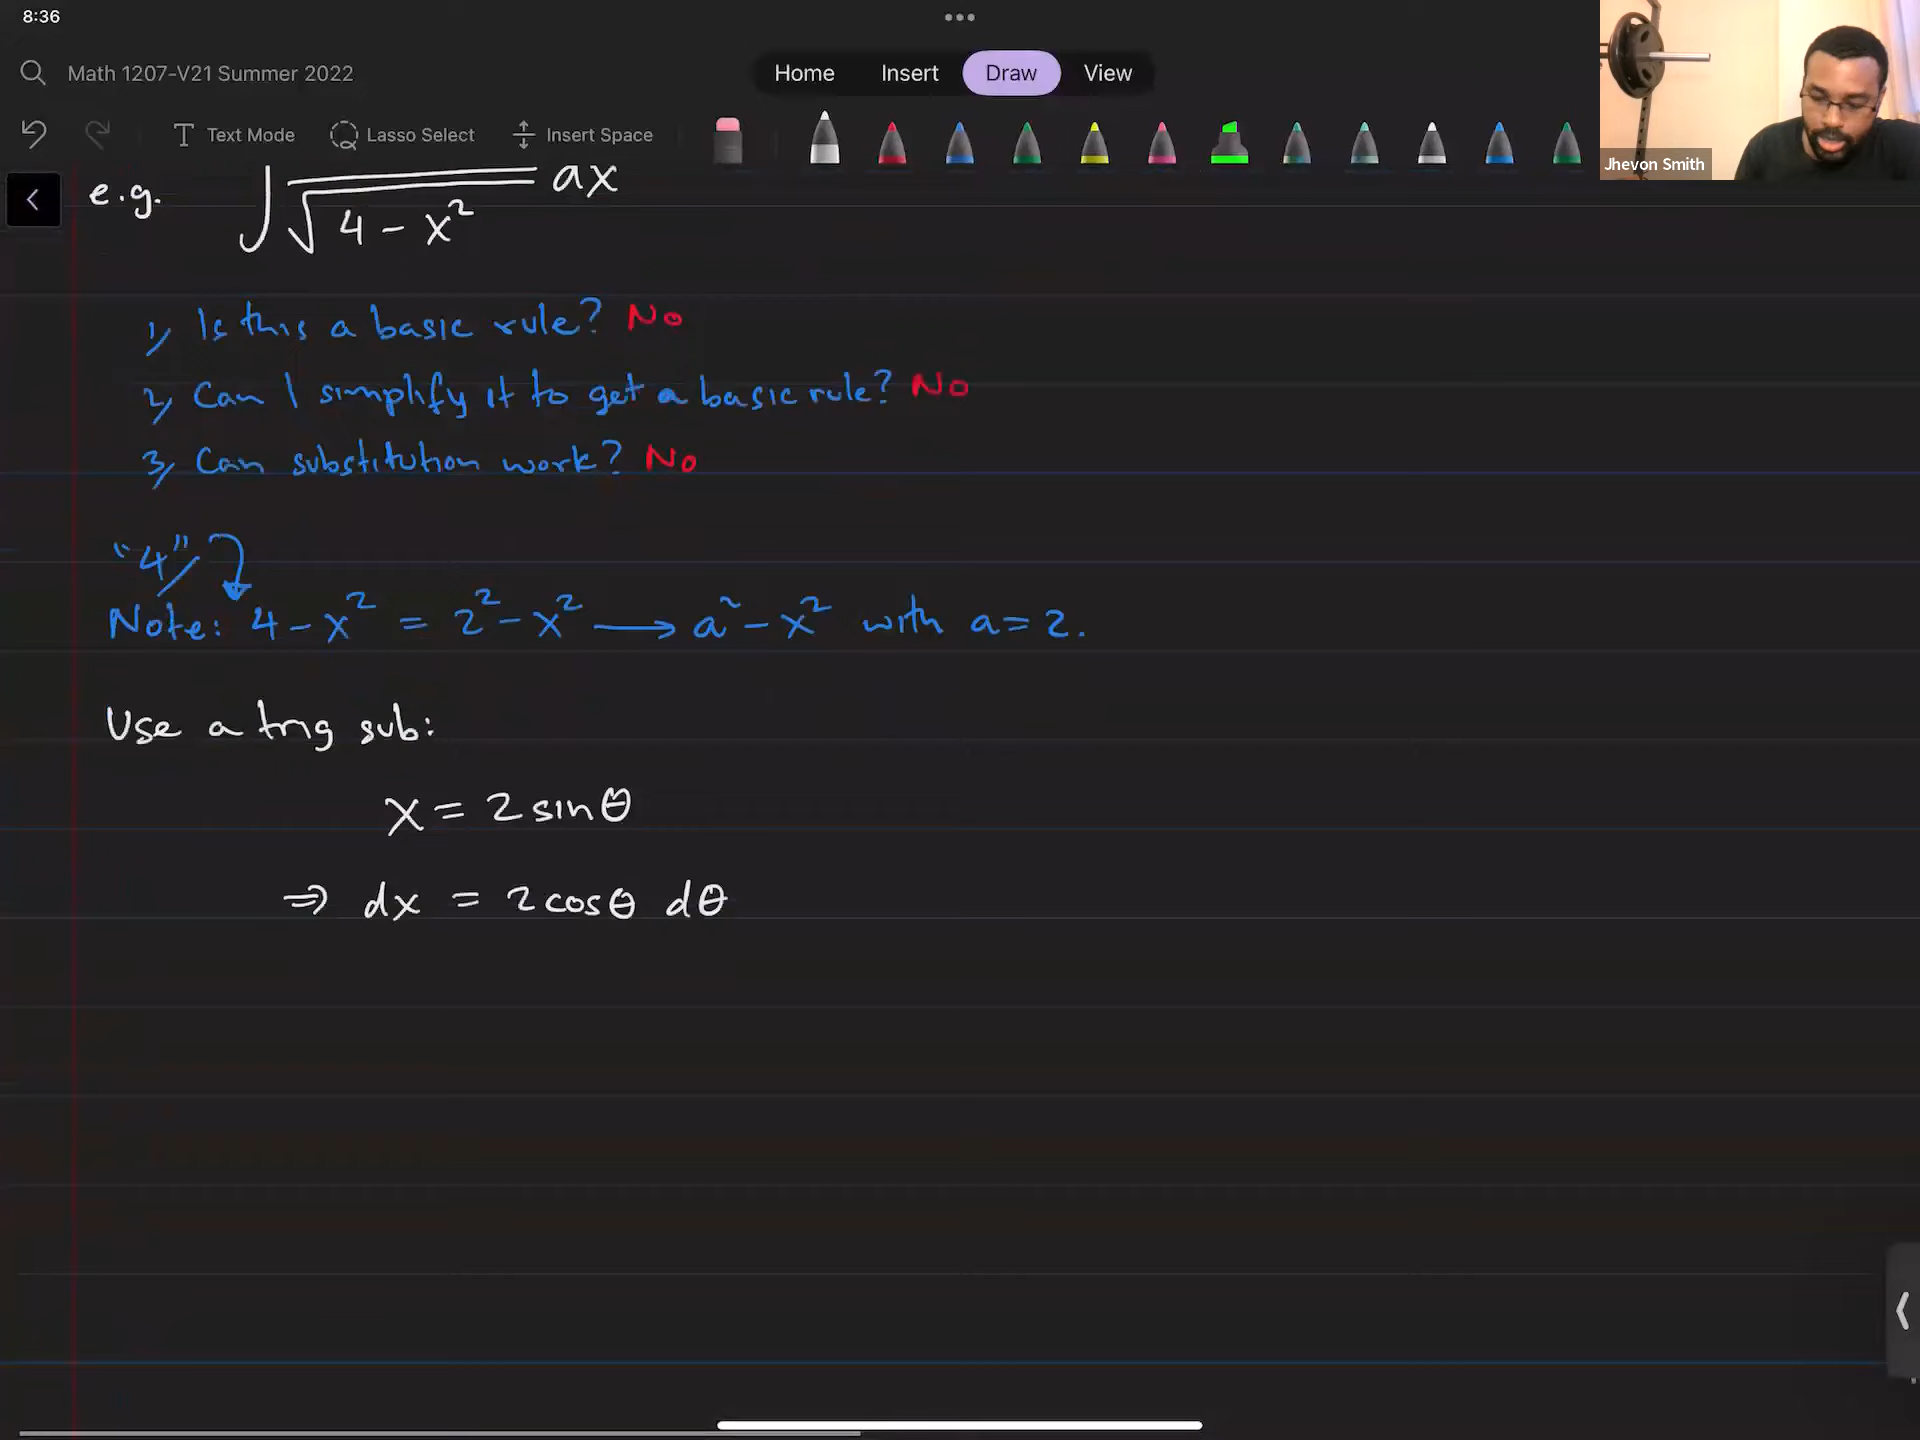 8:36
Math 1207-V21 Summer 2022
Home Insert Draw View
Text Mode Lasso Select Insert Space
Jhevon Smith
e.g. ∫ √(4 - x²) dx
1, Is this a basic rule? No
2, Can I simplify it to get a basic rule? No
3, Can substitution work? No
"4"
Note: 4 - x² = 2² - x² ⟶ a² - x² with a = 2.
Use a trig sub:
x = 2 sinθ
⇒ dx = 2 cosθ dθ